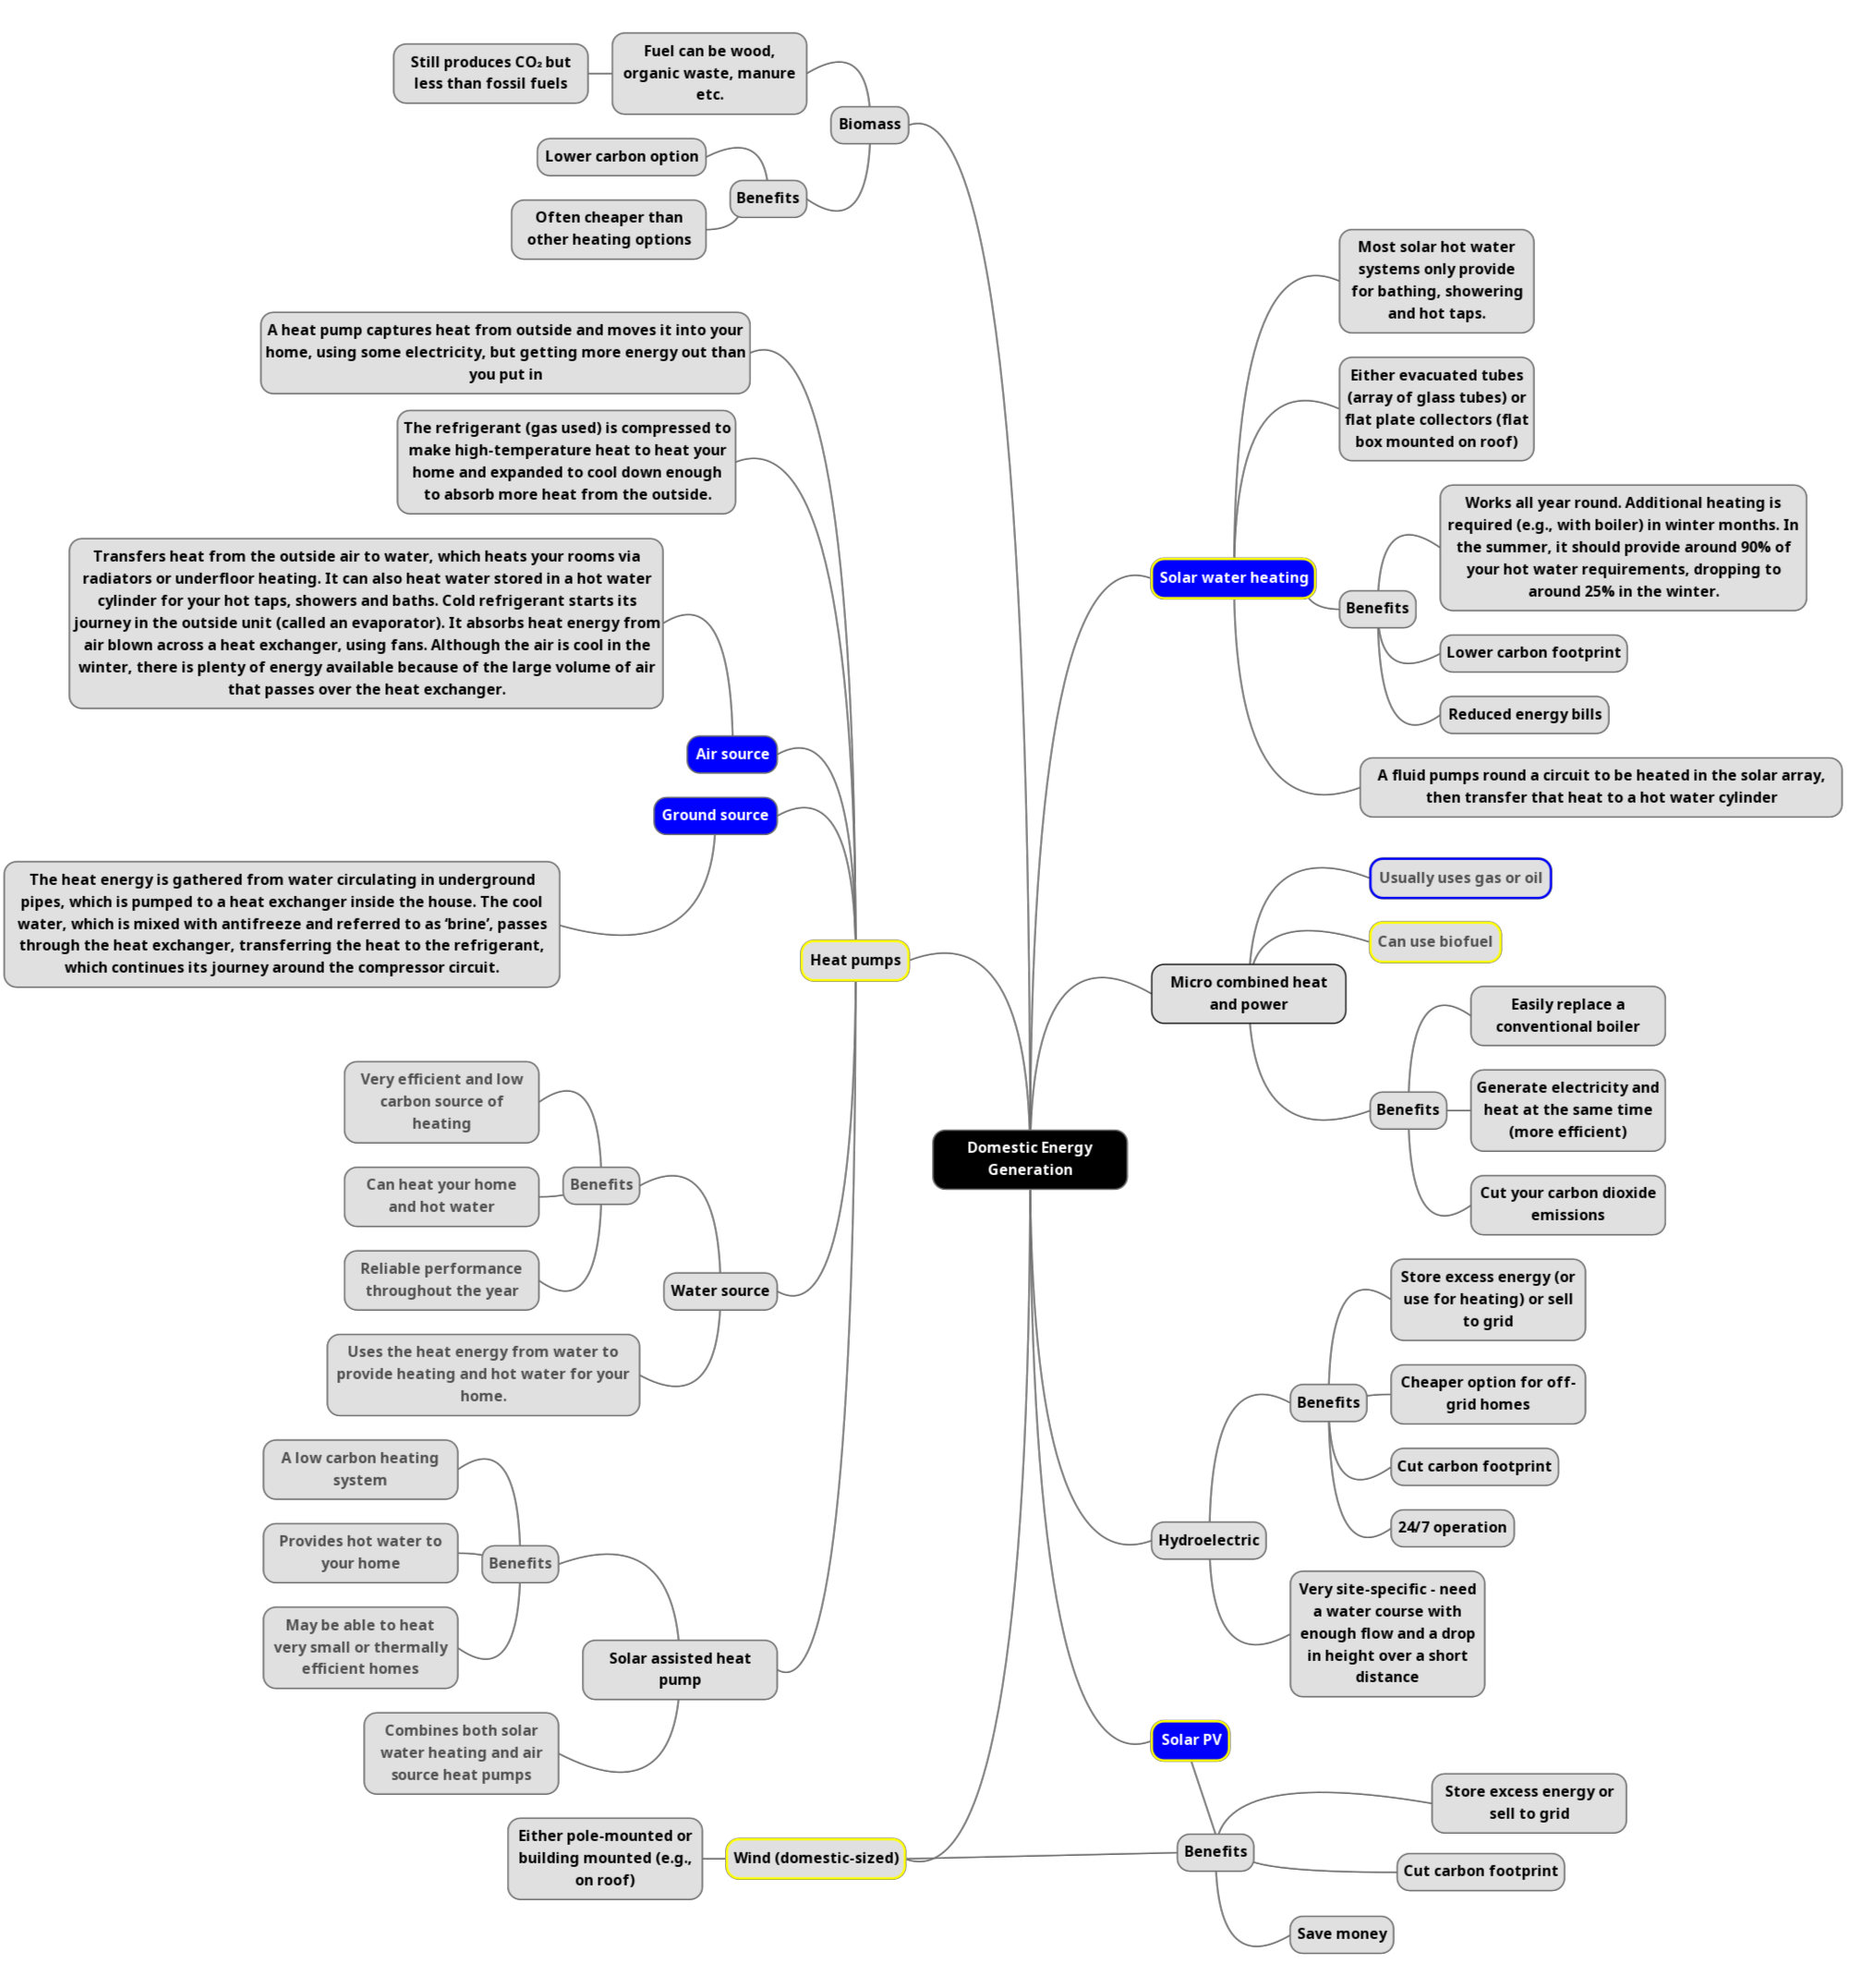 Still produces CO₂ but
less than fossil fuels
Fuel can be wood,
organic waste, manure
etc.
Biomass
Lower carbon option
Benefits
Often cheaper than
other heating options
A heat pump captures heat from outside and moves it into your
home, using some electricity, but getting more energy out than
you put in
The refrigerant (gas used) is compressed to
make high-temperature heat to heat your
home and expanded to cool down enough
to absorb more heat from the outside.
Transfers heat from the outside air to water, which heats your rooms via
radiators or underfloor heating. It can also heat water stored in a hot water
cylinder for your hot taps, showers and baths. Cold refrigerant starts its
journey in the outside unit (called an evaporator). It absorbs heat energy from
air blown across a heat exchanger, using fans. Although the air is cool in the
winter, there is plenty of energy available because of the large volume of air
that passes over the heat exchanger.
Air source
Ground source
The heat energy is gathered from water circulating in underground
pipes, which is pumped to a heat exchanger inside the house. The cool
water, which is mixed with antifreeze and referred to as ‘brine’, passes
through the heat exchanger, transferring the heat to the refrigerant,
which continues its journey around the compressor circuit.
Heat pumps
Very efficient and low
carbon source of
heating
Can heat your home
and hot water
Benefits
Reliable performance
throughout the year
Water source
Uses the heat energy from water to
provide heating and hot water for your
home.
A low carbon heating
system
Provides hot water to
your home
Benefits
May be able to heat
very small or thermally
efficient homes
Solar assisted heat
pump
Combines both solar
water heating and air
source heat pumps
Either pole-mounted or
building mounted (e.g.,
on roof)
Wind (domestic-sized)
Domestic Energy
Generation
Most solar hot water
systems only provide
for bathing, showering
and hot taps.
Either evacuated tubes
(array of glass tubes) or
flat plate collectors (flat
box mounted on roof)
Works all year round. Additional heating is
required (e.g., with boiler) in winter months. In
the summer, it should provide around 90% of
your hot water requirements, dropping to
around 25% in the winter.
Solar water heating
Benefits
Lower carbon footprint
Reduced energy bills
A fluid pumps round a circuit to be heated in the solar array,
then transfer that heat to a hot water cylinder
Usually uses gas or oil
Can use biofuel
Micro combined heat
and power
Easily replace a
conventional boiler
Benefits
Generate electricity and
heat at the same time
(more efficient)
Cut your carbon dioxide
emissions
Store excess energy (or
use for heating) or sell
to grid
Benefits
Cheaper option for off-
grid homes
Cut carbon footprint
24/7 operation
Hydroelectric
Very site-specific - need
a water course with
enough flow and a drop
in height over a short
distance
Solar PV
Store excess energy or
sell to grid
Benefits
Cut carbon footprint
Save money